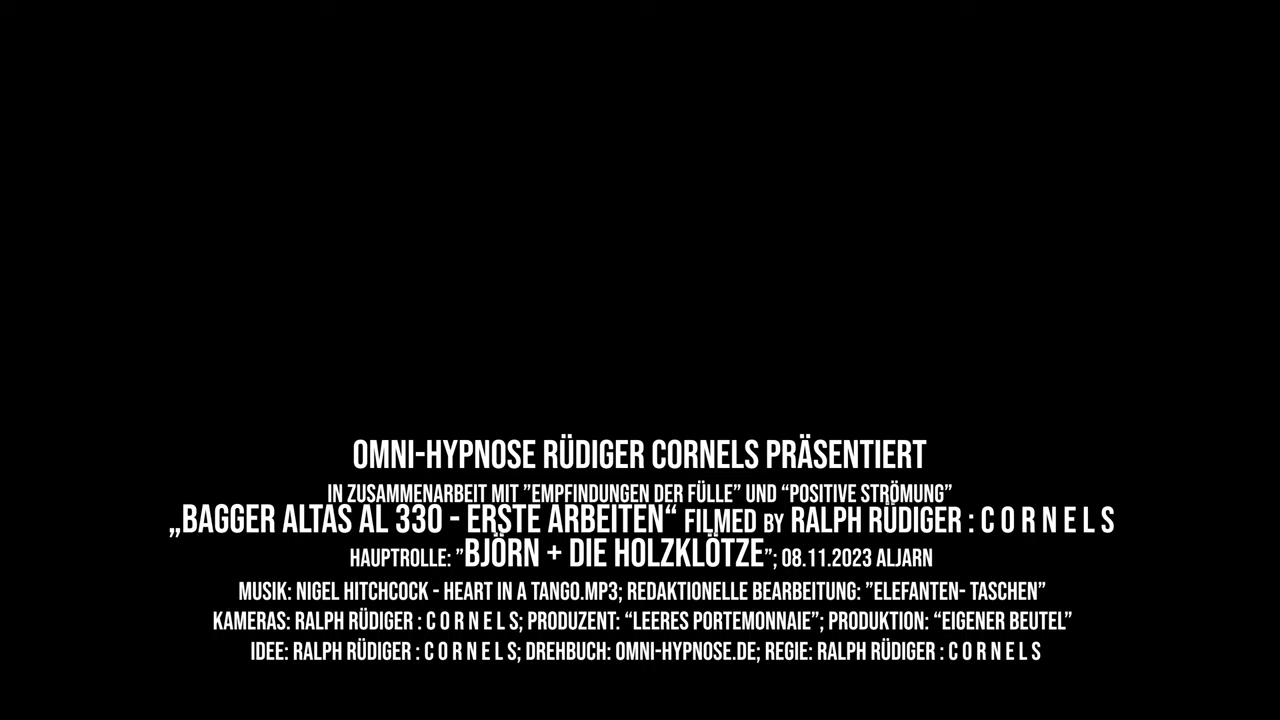 OMNI-HYPNOSE RÜDIGER CORNELS PRÄSENTIERT
IN ZUSAMMENARBEIT MIT ”EMPFINDUNGEN DER FÜLLE” UND “POSITIVE STRÖMUNG”
„BAGGER ALTAS AL 330 - ERSTE ARBEITEN“ FILMED BY RALPH RÜDIGER : C O R N E L S
HAUPTROLLE: ”BJÖRN + DIE HOLZKLÖTZE”; 08.11.2023 ALJARN
MUSIK: NIGEL HITCHCOCK - HEART IN A TANGO.MP3; REDAKTIONELLE BEARBEITUNG: ”ELEFANTEN- TASCHEN”
KAMERAS: RALPH RÜDIGER : C O R N E L S; PRODUZENT: “LEERES PORTEMONNAIE”; PRODUKTION: “EIGENER BEUTEL”
IDEE: RALPH RÜDIGER : C O R N E L S; DREHBUCH: OMNI-HYPNOSE.DE; REGIE: RALPH RÜDIGER : C O R N E L S